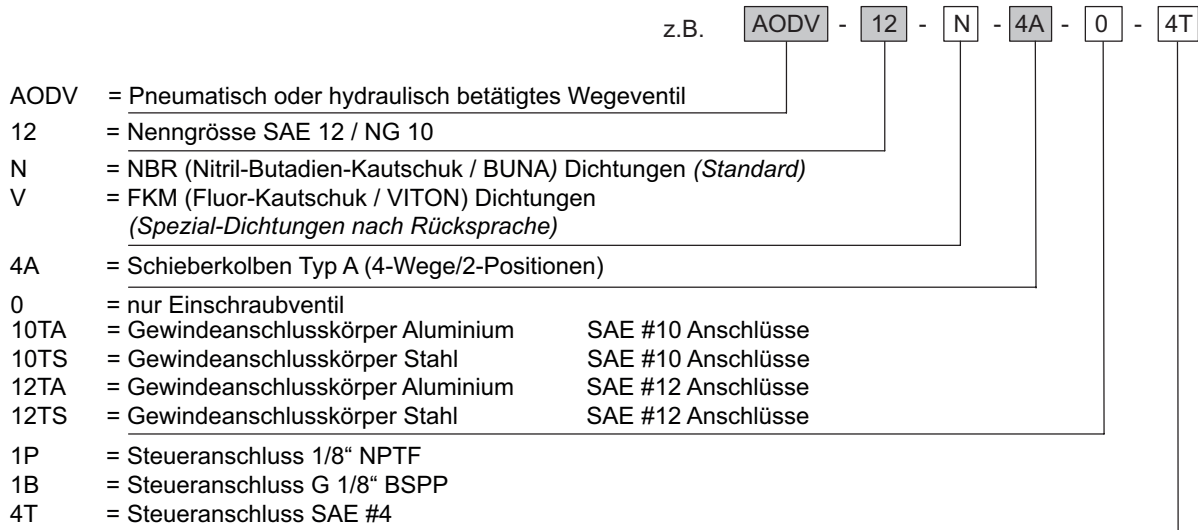 z.B. AODV - 12 - N - 4A - 0 - 4T
AODV = Pneumatisch oder hydraulisch betätigtes Wegeventil
12 = Nenngrösse SAE 12 / NG 10
N = NBR (Nitril-Butadien-Kautschuk / BUNA) Dichtungen (Standard)
V = FKM (Fluor-Kautschuk / VITON) Dichtungen
(Spezial-Dichtungen nach Rücksprache)
4A = Schieberkolben Typ A (4-Wege/2-Positionen)
0 = nur Einschraubventil
10TA = Gewindeanschlusskörper Aluminium SAE #10 Anschlüsse
10TS = Gewindeanschlusskörper Stahl SAE #10 Anschlüsse
12TA = Gewindeanschlusskörper Aluminium SAE #12 Anschlüsse
12TS = Gewindeanschlusskörper Stahl SAE #12 Anschlüsse
1P = Steueranschluss 1/8“ NPTF
1B = Steueranschluss G 1/8“ BSPP
4T = Steueranschluss SAE #4